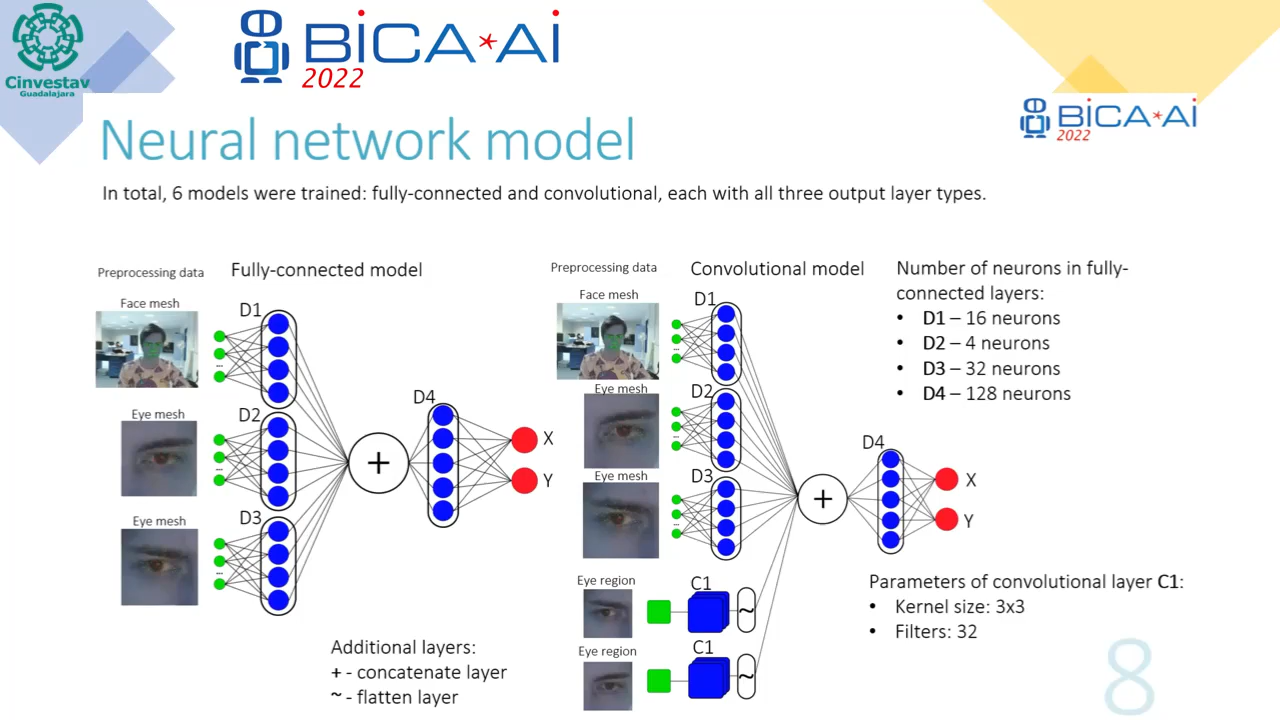 Cinvestav
Guadalajara
BiCA*Ai
2022
BiCA*Ai
2022
Neural network model
In total, 6 models were trained: fully-connected and convolutional, each with all three output layer types.
Preprocessing data
Fully-connected model
Face mesh
D1
...
Eye mesh
D2
...
Eye mesh
D3
...
+
D4
X
Y
Additional layers:
+ - concatenate layer
~ - flatten layer
Preprocessing data
Convolutional model
Face mesh
D1
...
Eye mesh
D2
...
Eye mesh
D3
...
Eye region
C1
~
Eye region
C1
~
+
D4
X
Y
Number of neurons in fully-
connected layers:
• D1 – 16 neurons
• D2 – 4 neurons
• D3 – 32 neurons
• D4 – 128 neurons
Parameters of convolutional layer C1:
• Kernel size: 3x3
• Filters: 32
8